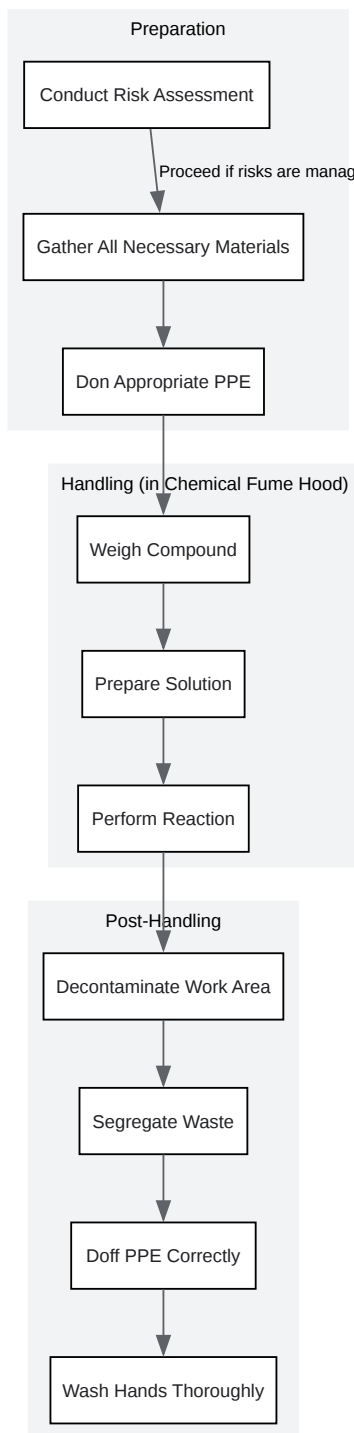 Preparation
Conduct Risk Assessment
Proceed if risks are manag
Gather All Necessary Materials
Don Appropriate PPE
Handling (in Chemical Fume Hood)
Weigh Compound
Prepare Solution
Perform Reaction
Post-Handling
Decontaminate Work Area
Segregate Waste
Doff PPE Correctly
Wash Hands Thoroughly